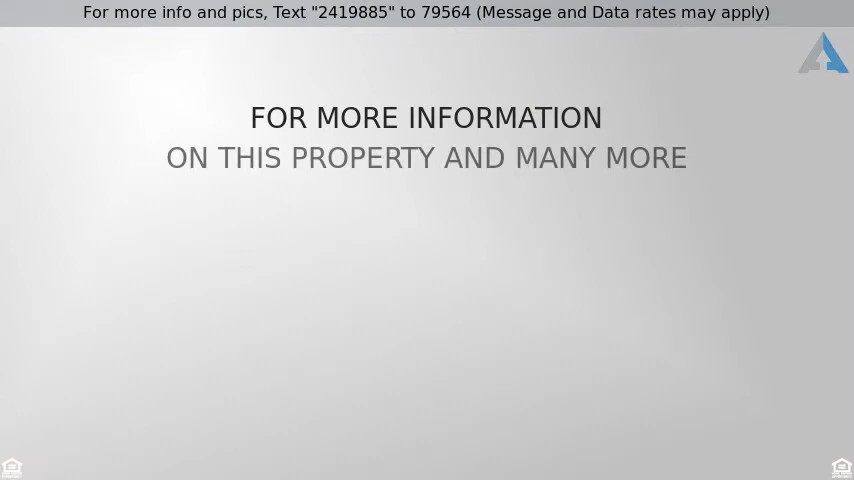 For more info and pics, Text "2419885" to 79564 (Message and Data rates may apply)
FOR MORE INFORMATION
ON THIS PROPERTY AND MANY MORE